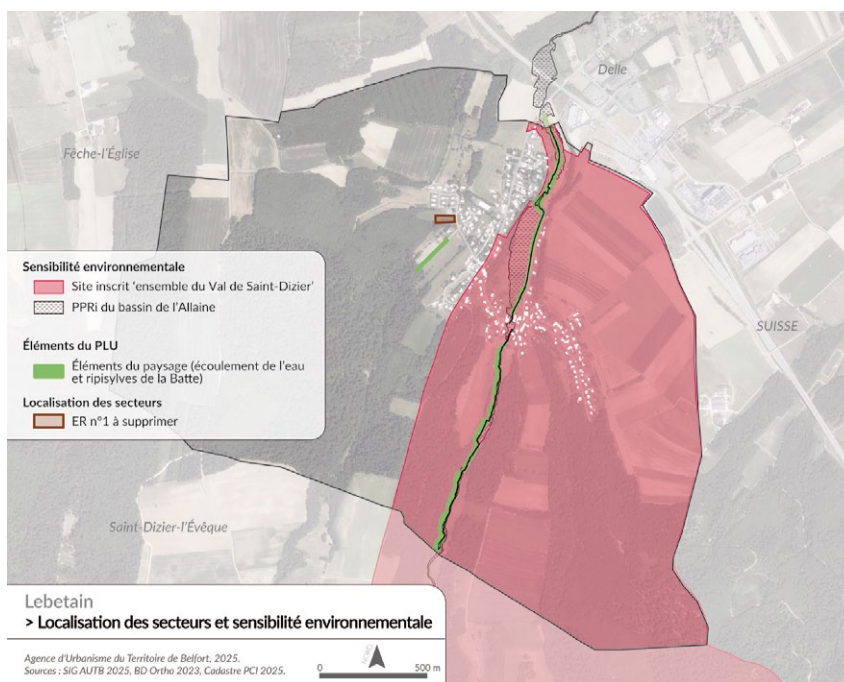 Delle
Fêche-l'Église
Sensibilité environnementale
Site inscrit 'ensemble du Val de Saint-Dizier'
PPRi du bassin de l'Allaine
SUISSE
Éléments du PLU
Éléments du paysage (écoulement de l'eau
et ripisylves de la Batte)
Localisation des secteurs
ER n°1 à supprimer
Saint-Dizier-l'Évêque
Lebetain
> Localisation des secteurs et sensibilité environnementale
Agence d'Urbanisme du Territoire de Belfort, 2025.
Sources : SIG AUTB 2025, BD Ortho 2023, Cadastre PCI 2025.
NORD
0 500 m